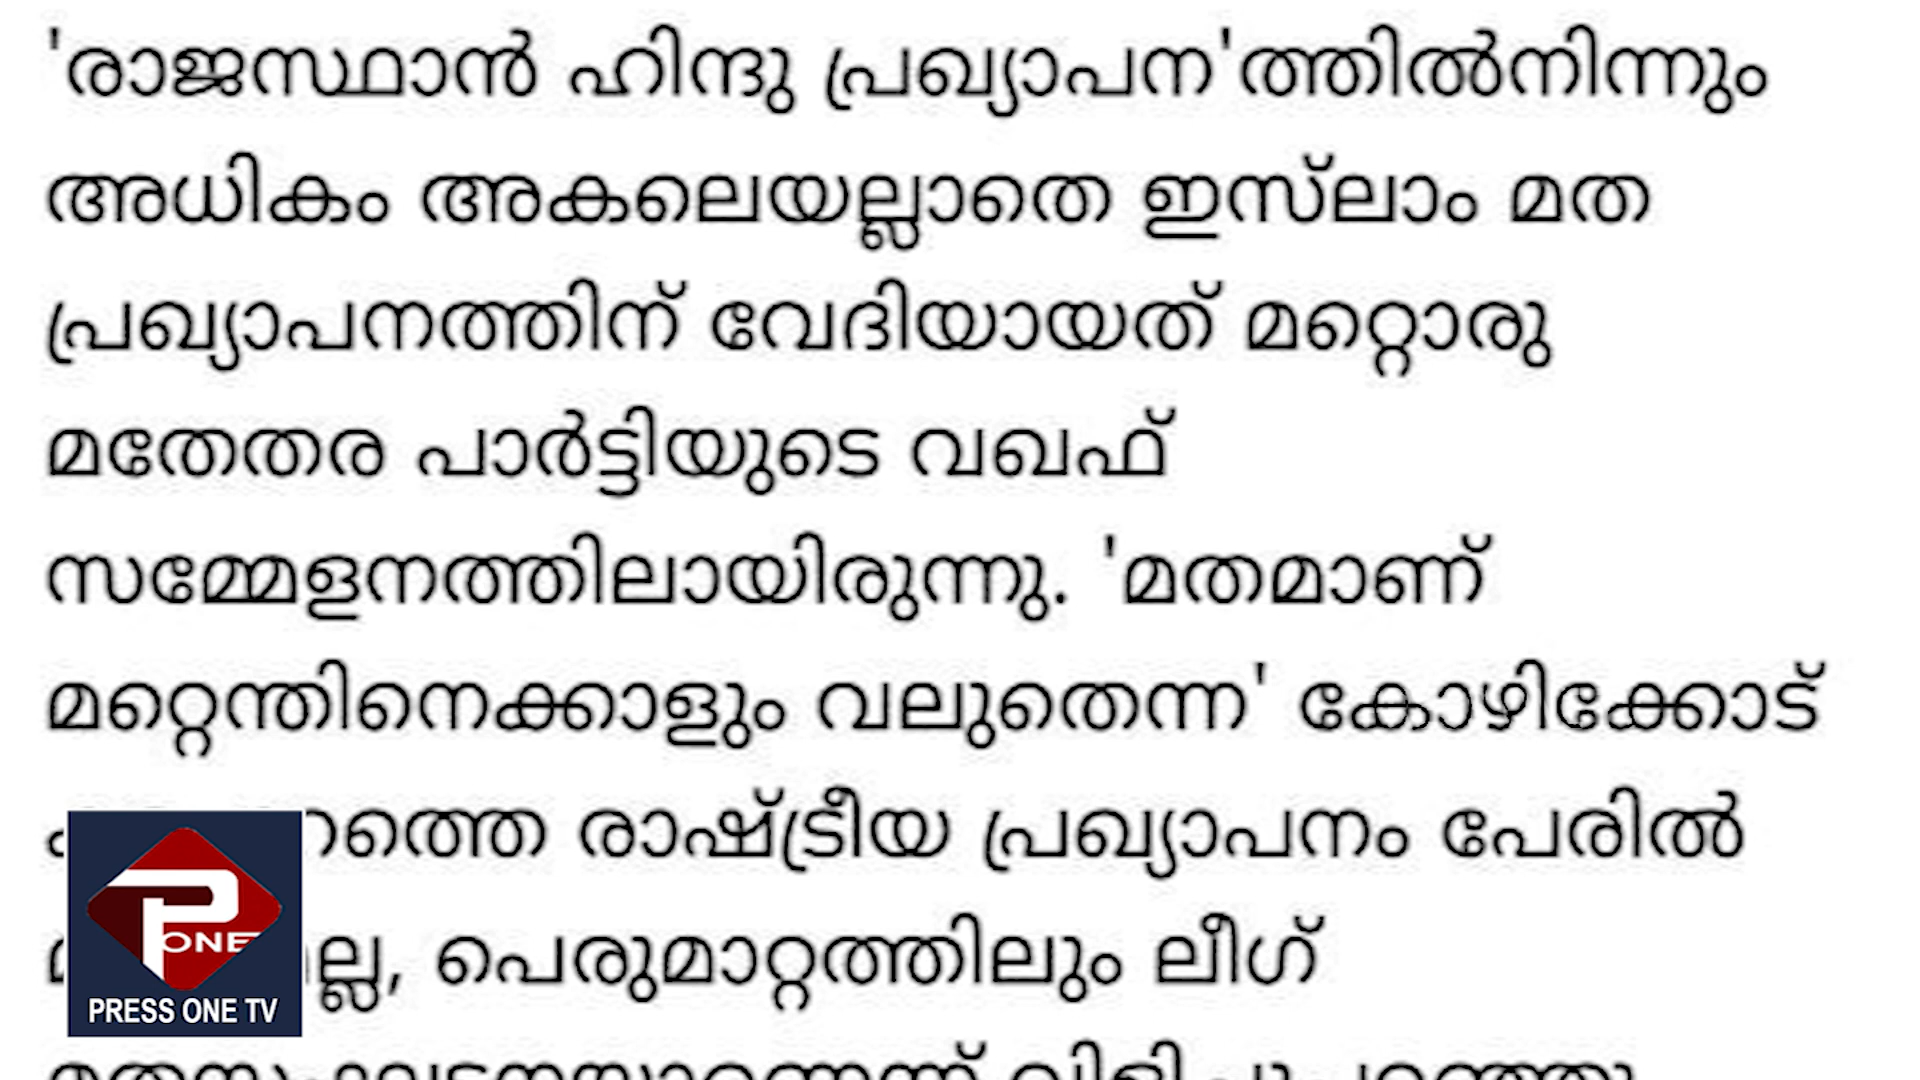 'രാജസ്ഥാൻ ഹിന്ദു പ്രഖ്യാപന'ത്തിൽനിന്നും
അധികം അകലെയല്ലാതെ ഇസ്‌ലാം മത
പ്രഖ്യാപനത്തിന് വേദിയായത് മറ്റൊരു
മതേതര പാർട്ടിയുടെ വഖഫ്
സമ്മേളനത്തിലായിരുന്നു. 'മതമാണ്
മറ്റെന്തിനെക്കാളും വലുതെന്ന' കോഴിക്കോട്
രാഷ്ട്രീയ പ്രഖ്യാപനം പേരിൽ
പെരുമാറ്റത്തിലും ലീഗ്
P ONE
PRESS ONE TV